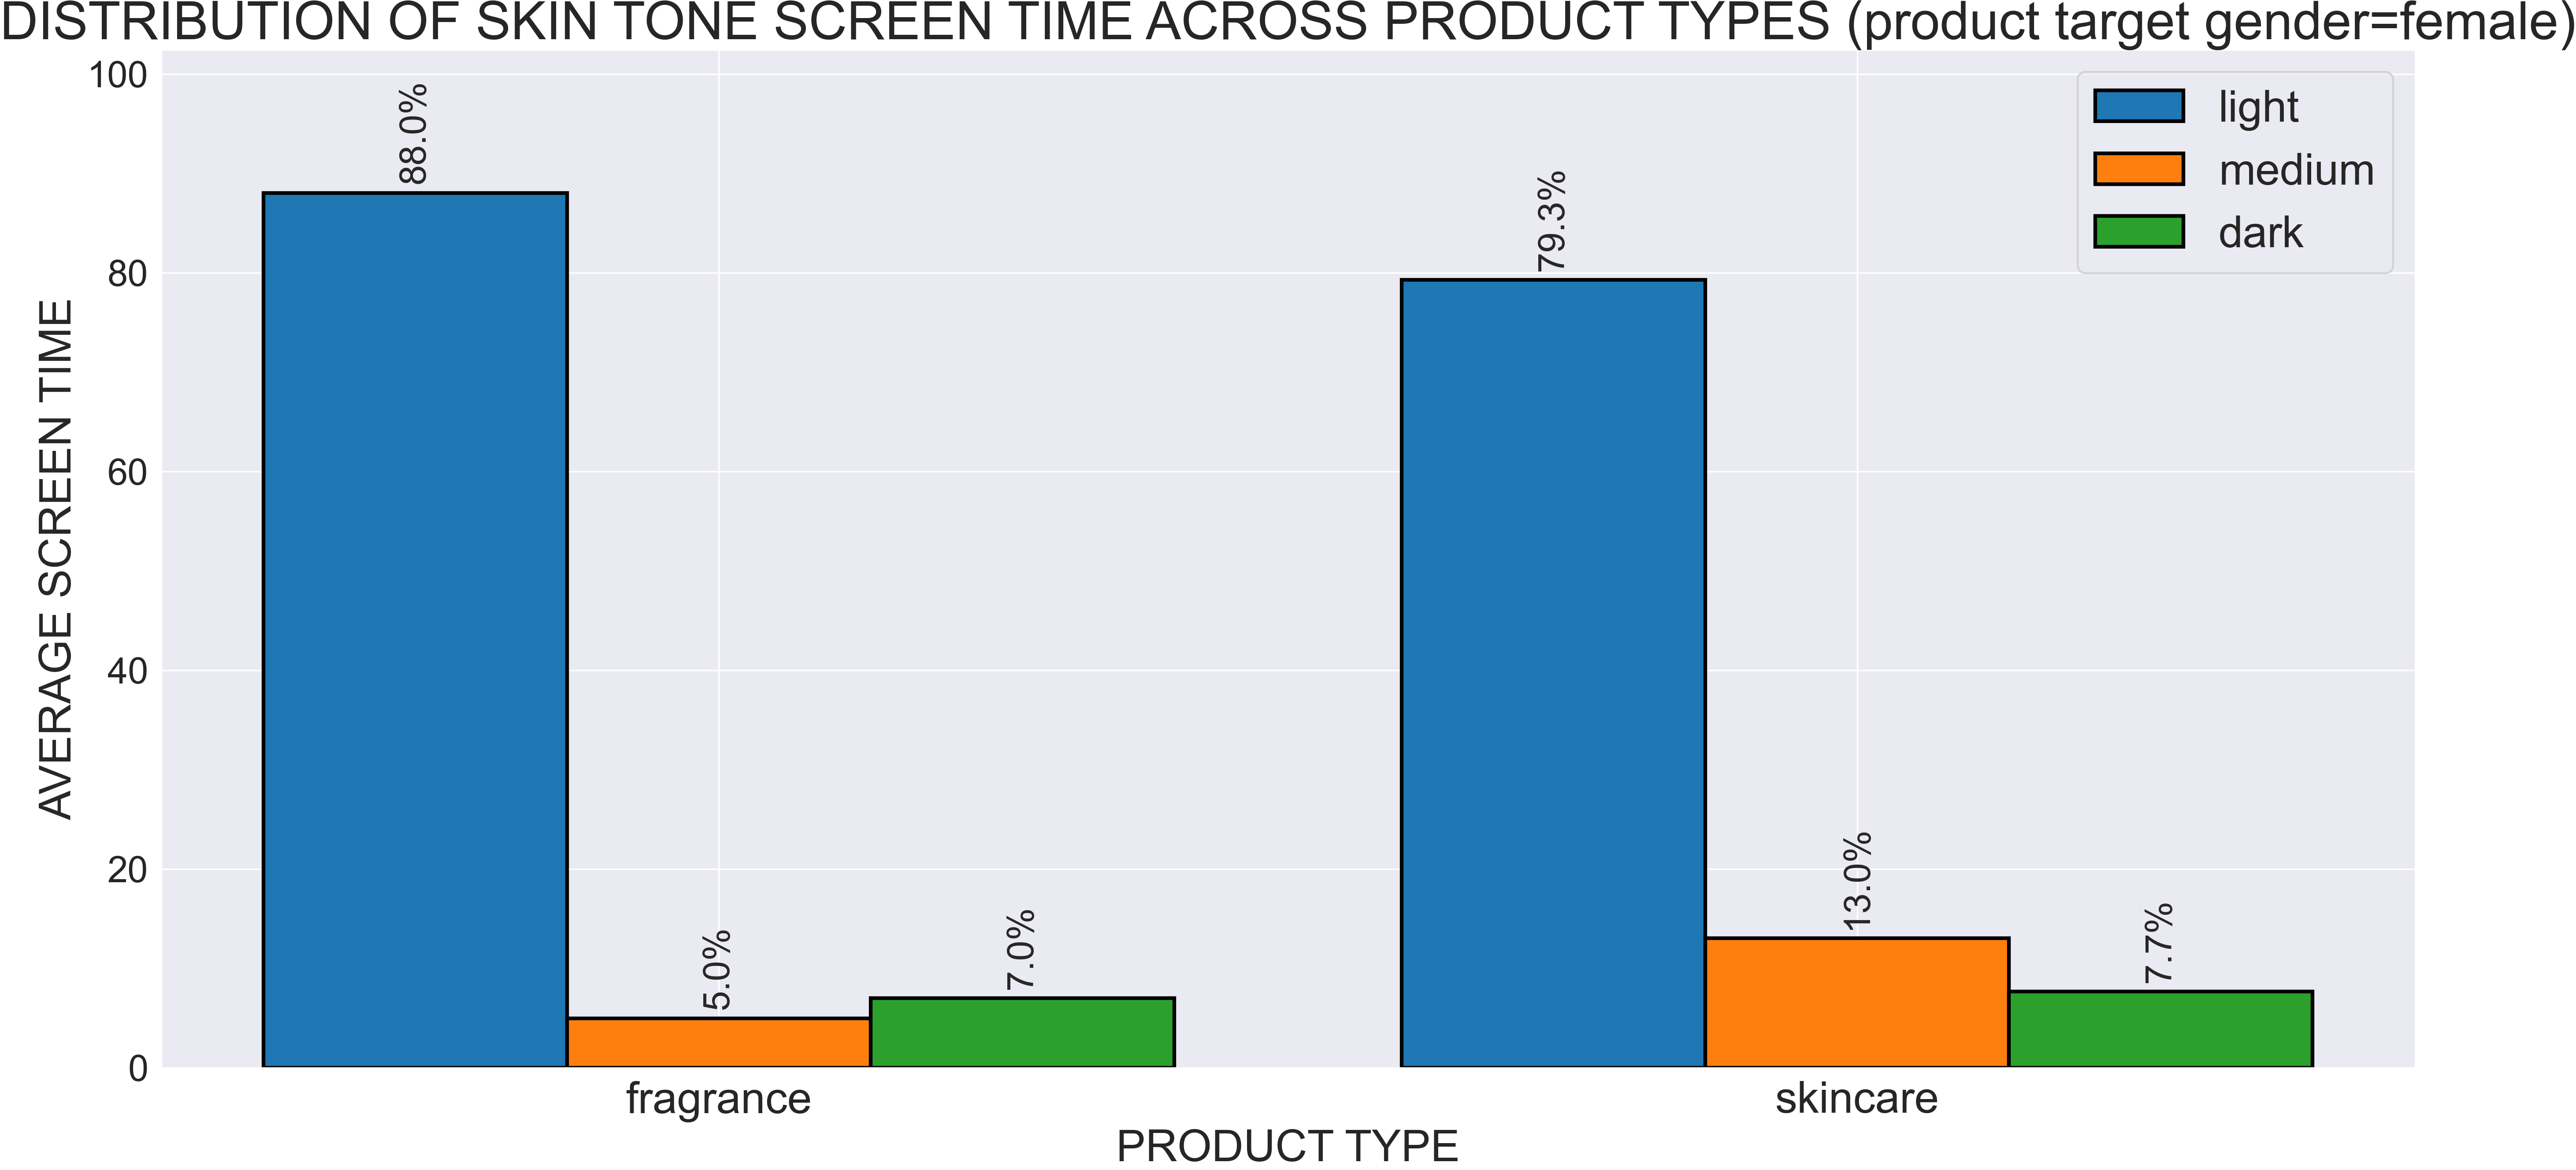 DISTRIBUTION OF SKIN TONE SCREEN TIME ACROSS PRODUCT TYPES (product target gender=female)
100
80
60
40
20
0
AVERAGE SCREEN TIME
88.0%
5.0%
7.0%
79.3%
13.0%
7.7%
light
medium
dark
fragrance
skincare
PRODUCT TYPE